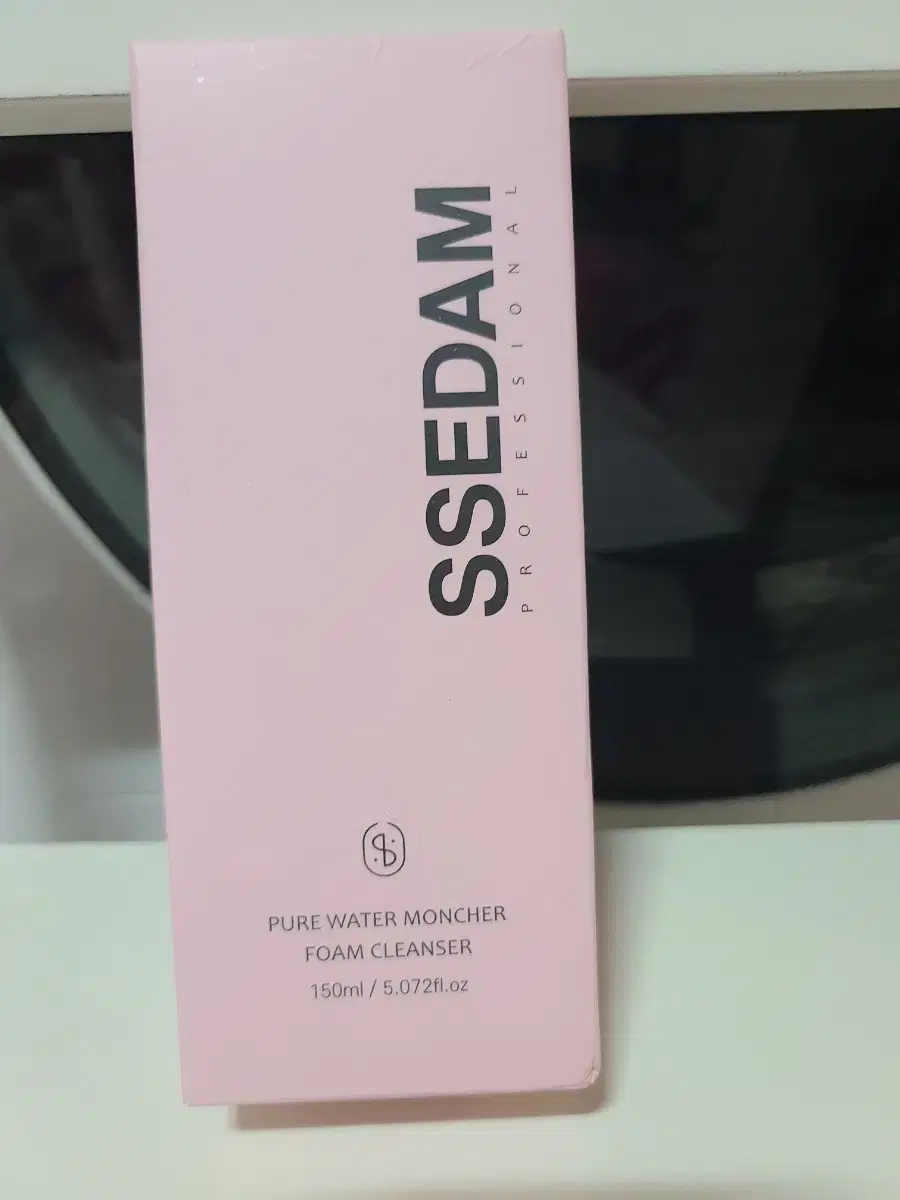 SSEDAM
PROFESSIONAL
PURE WATER MONCHER
FOAM CLEANSER
150ml / 5.072fl.oz